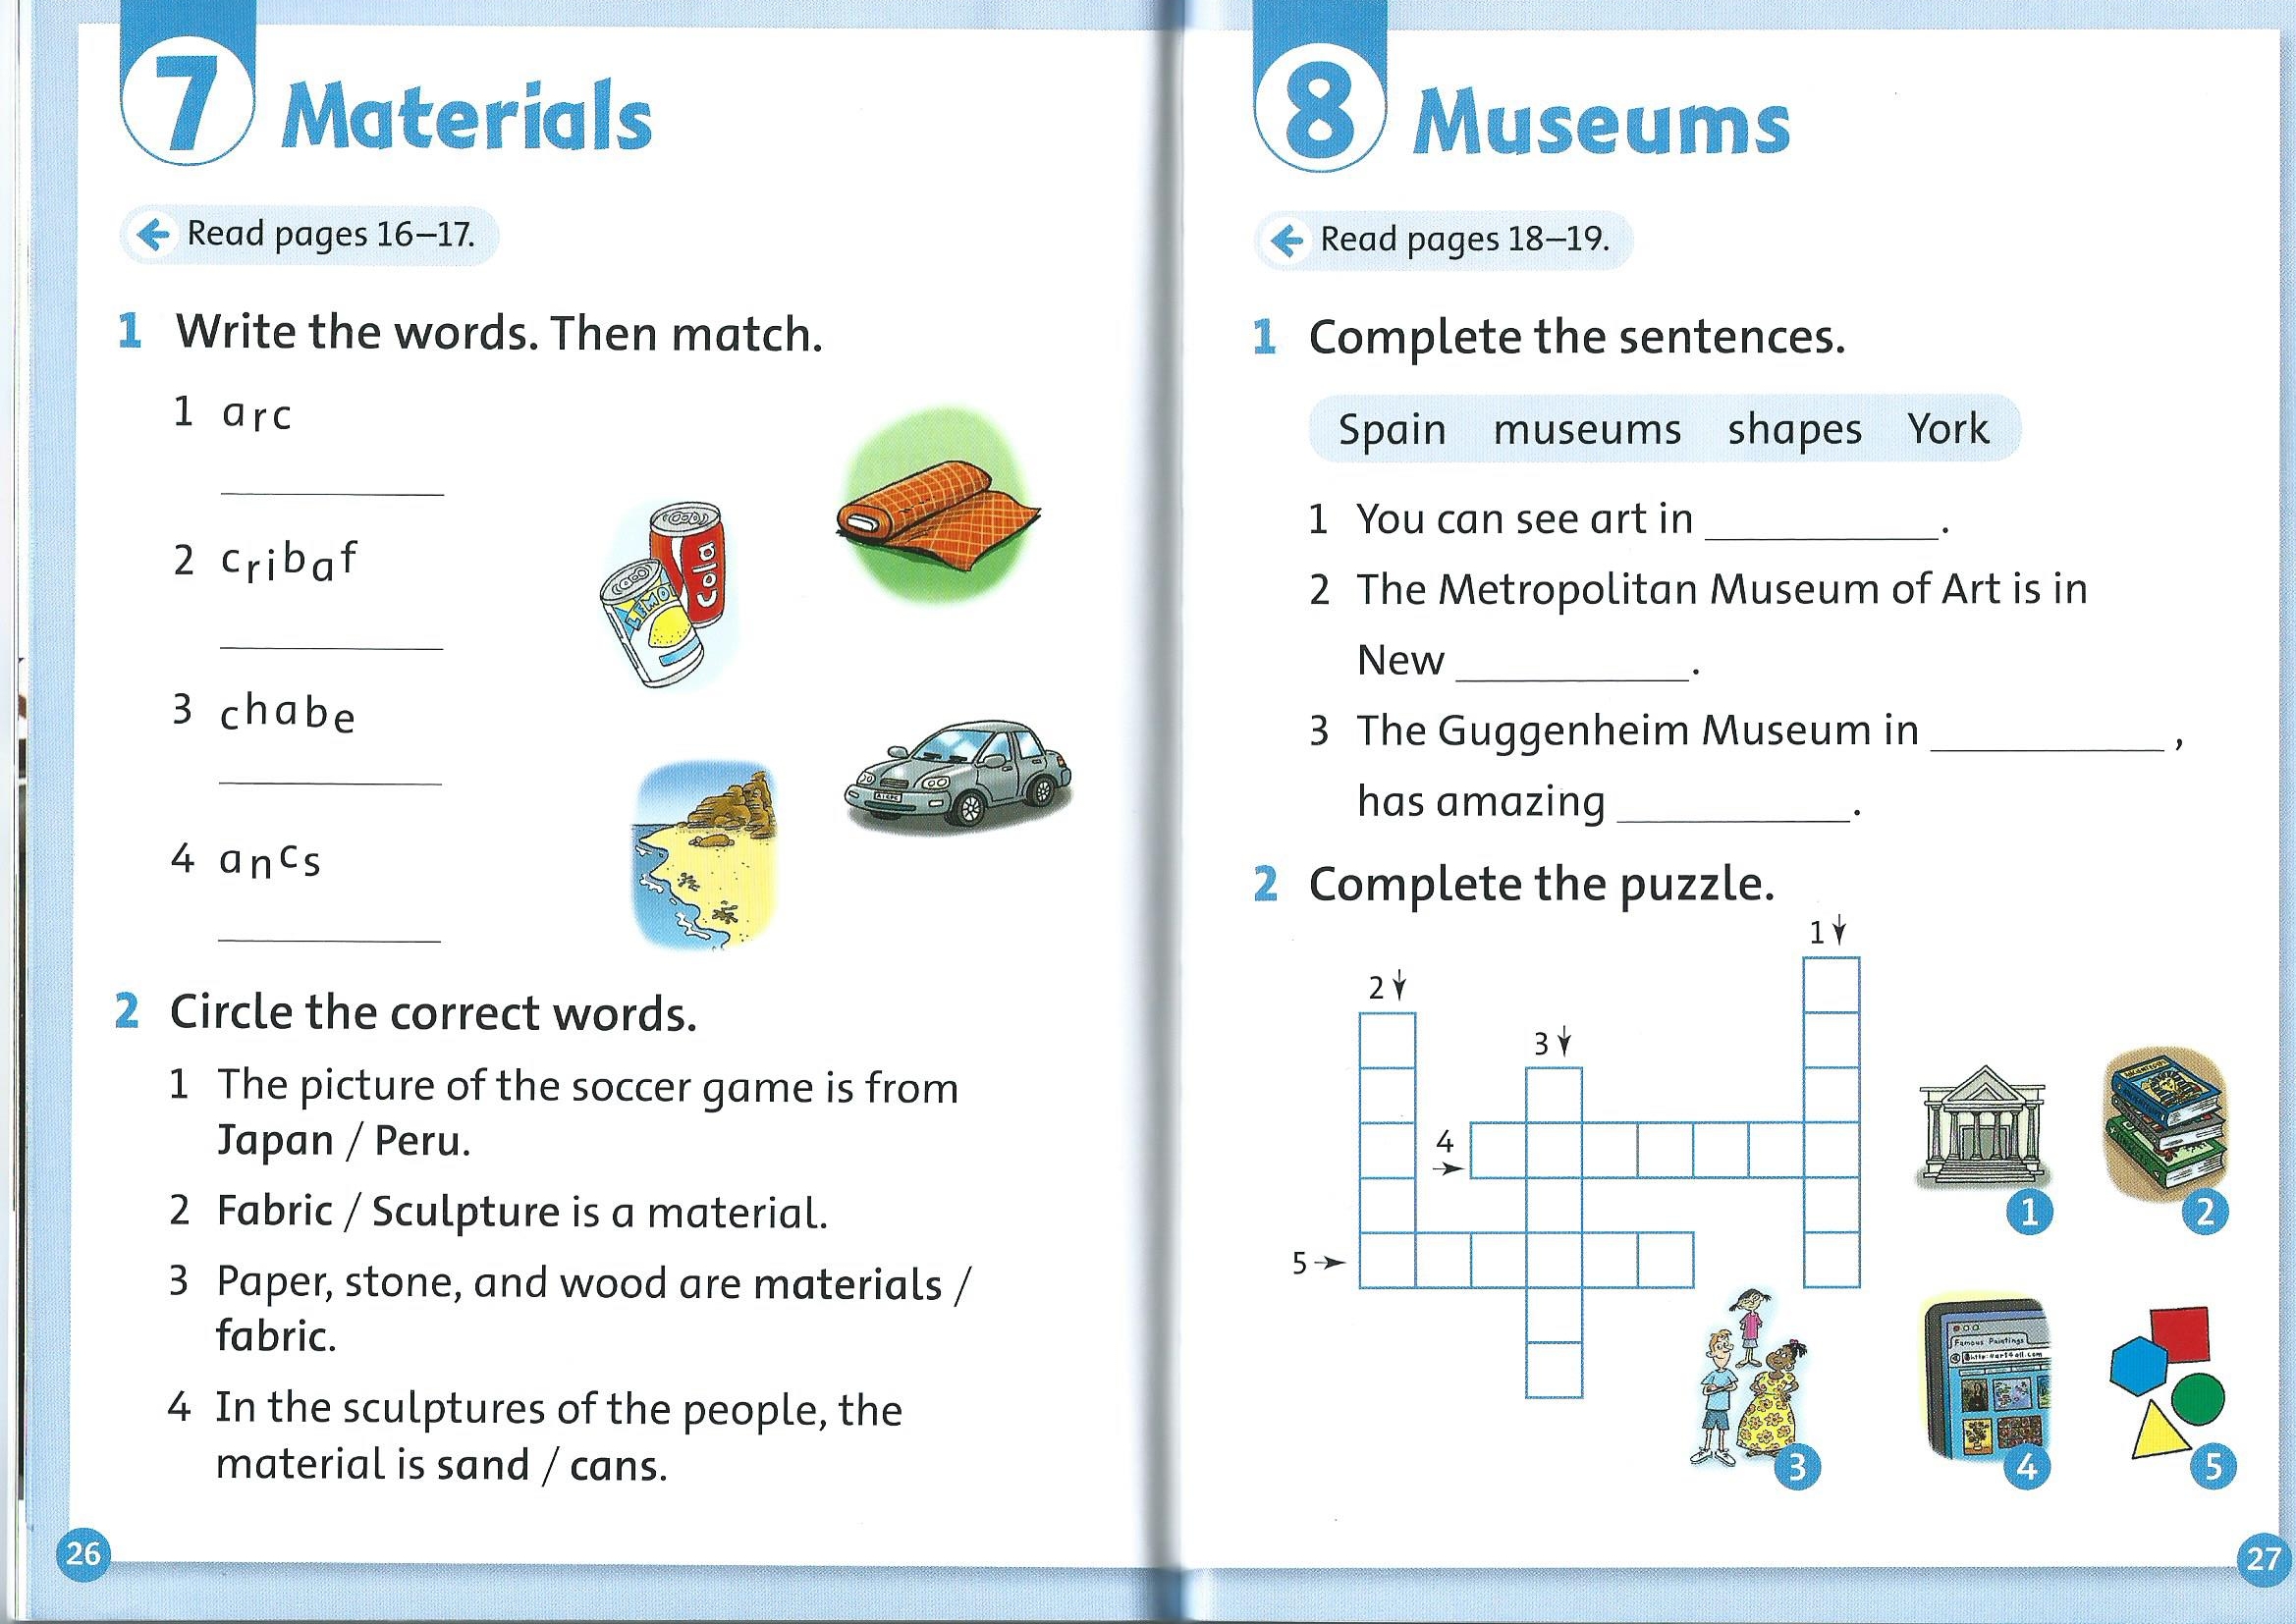 7 Materials
← Read pages 16–17.
1 Write the words. Then match.
1 arc
2 cribaf
3 chabe
4 ancs
cola
LEMO
2 Circle the correct words.
1 The picture of the soccer game is from
Japan / Peru.
2 Fabric / Sculpture is a material.
3 Paper, stone, and wood are materials /
fabric.
4 In the sculptures of the people, the
material is sand / cans.
26
8 Museums
← Read pages 18–19.
1 Complete the sentences.
Spain museums shapes York
1 You can see art in __________.
2 The Metropolitan Museum of Art is in
New __________.
3 The Guggenheim Museum in __________,
has amazing __________.
2 Complete the puzzle.
1
2
3
4
5
1
2
Famous Paintings
3
4
5
27